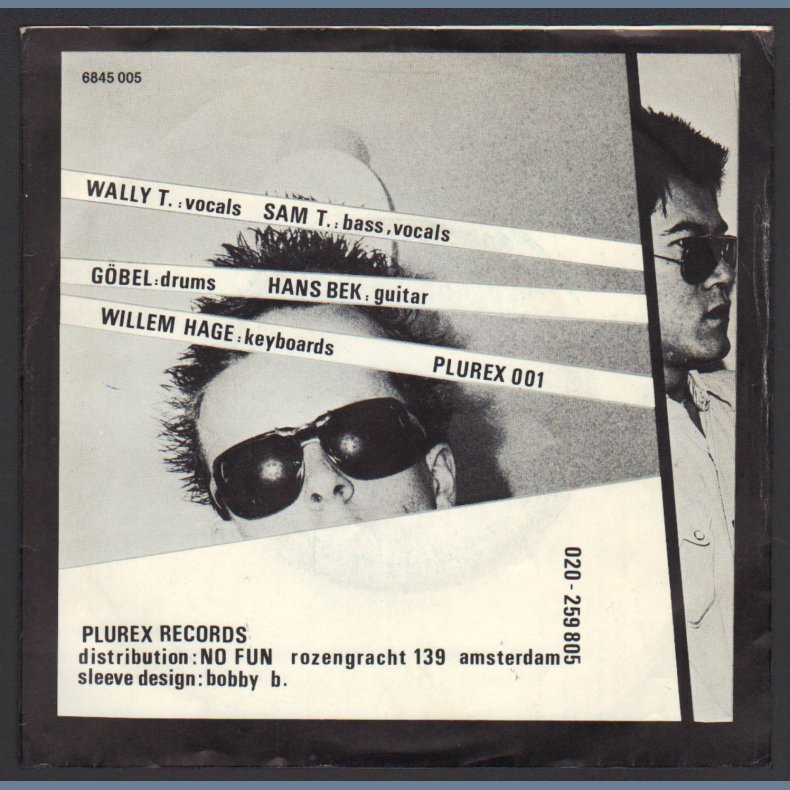 6845 005
WALLY T. : vocals SAM T. : bass, vocals
GÖBEL : drums HANS BEK : guitar
WILLEM HAGE : keyboards PLUREX 001
020 - 259 805
PLUREX RECORDS
distribution : NO FUN rozengracht 139 amsterdam
sleeve design : bobby b.